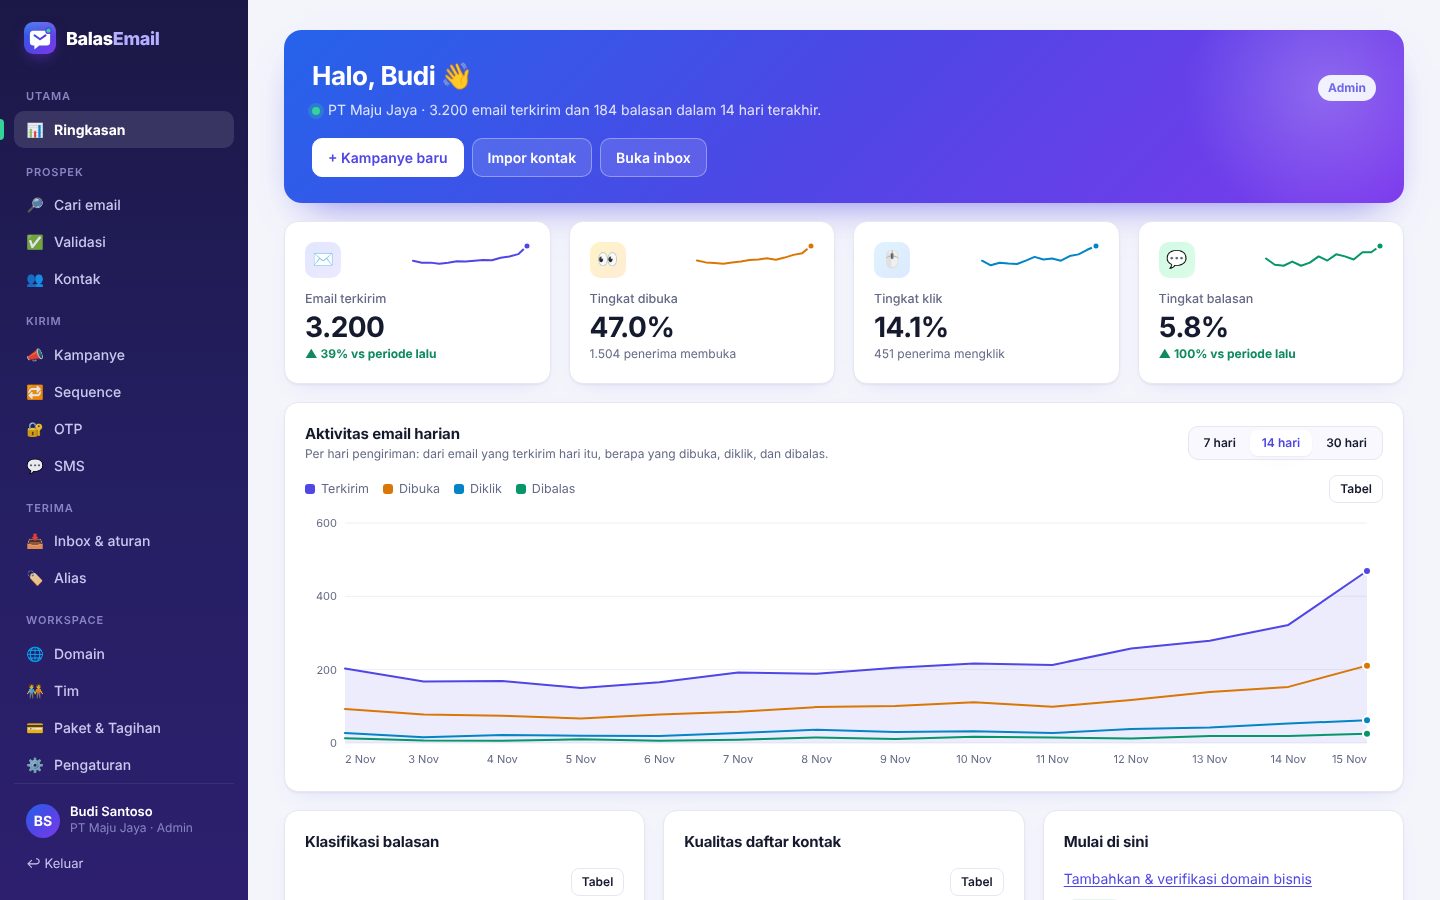 BalasEmail
UTAMA
📊 Ringkasan
PROSPEK
🔎 Cari email
✅ Validasi
👥 Kontak
KIRIM
📣 Kampanye
🔁 Sequence
🔐 OTP
💬 SMS
TERIMA
📥 Inbox & aturan
🏷️ Alias
WORKSPACE
🌐 Domain
🧑‍🤝‍🧑 Tim
💳 Paket & Tagihan
⚙️ Pengaturan
BS
Budi Santoso
PT Maju Jaya · Admin
↩ Keluar
Halo, Budi 👋
Admin
PT Maju Jaya · 3.200 email terkirim dan 184 balasan dalam 14 hari terakhir.
+ Kampanye baru Impor kontak Buka inbox
Email terkirim
3.200
▲ 39% vs periode lalu
Tingkat dibuka
47.0%
1.504 penerima membuka
Tingkat klik
14.1%
451 penerima mengklik
Tingkat balasan
5.8%
▲ 100% vs periode lalu
Aktivitas email harian
Per hari pengiriman: dari email yang terkirim hari itu, berapa yang dibuka, diklik, dan dibalas.
7 hari 14 hari 30 hari
Terkirim Dibuka Diklik Dibalas
Tabel
600
400
200
0
2 Nov 3 Nov 4 Nov 5 Nov 6 Nov 7 Nov 8 Nov 9 Nov 10 Nov 11 Nov 12 Nov 13 Nov 14 Nov 15 Nov
Klasifikasi balasan
Tabel
Kualitas daftar kontak
Tabel
Mulai di sini
Tambahkan & verifikasi domain bisnis